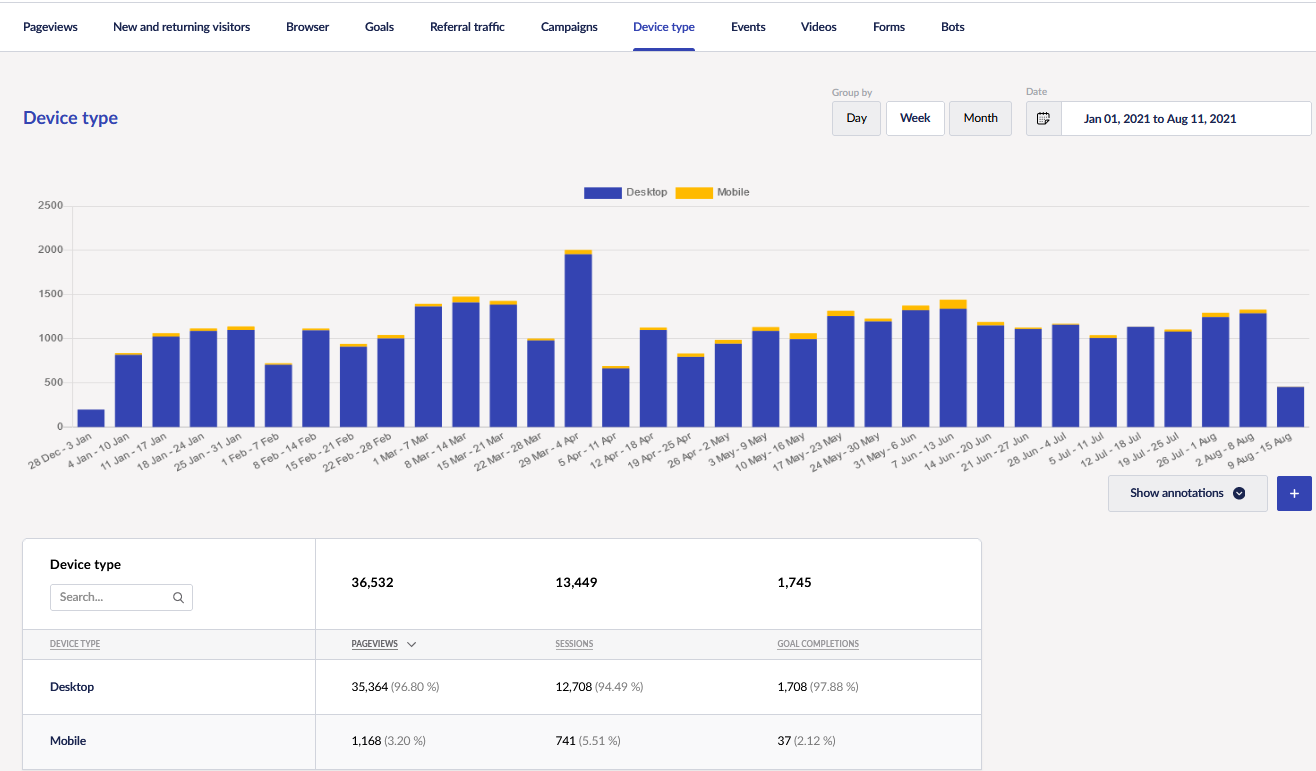 Pageviews New and returning visitors Browser Goals Referral traffic Campaigns Device type Events Videos Forms Bots
Group by Date
Device type Day Week Month Jan 01, 2021 to Aug 11, 2021
Desktop Mobile
2500
2000
1500
1000
500
0
28 Dec - 3 Jan 4 Jan - 10 Jan 11 Jan - 17 Jan 18 Jan - 24 Jan 25 Jan - 31 Jan 1 Feb - 7 Feb 8 Feb - 14 Feb 15 Feb - 21 Feb 22 Feb - 28 Feb 1 Mar - 7 Mar 8 Mar - 14 Mar 15 Mar - 21 Mar 22 Mar - 28 Mar 29 Mar - 4 Apr 5 Apr - 11 Apr 12 Apr - 18 Apr 19 Apr - 25 Apr 26 Apr - 2 May 3 May - 9 May 10 May - 16 May 17 May - 23 May 24 May - 30 May 31 May - 6 Jun 7 Jun - 13 Jun 14 Jun - 20 Jun 21 Jun - 27 Jun 28 Jun - 4 Jul 5 Jul - 11 Jul 12 Jul - 18 Jul 19 Jul - 25 Jul 26 Jul - 1 Aug 2 Aug - 8 Aug 9 Aug - 15 Aug
Show annotations +
Device type
36,532 13,449 1,745
Search...
DEVICE TYPE PAGEVIEWS SESSIONS GOAL COMPLETIONS
Desktop 35,364 (96.80 %) 12,708 (94.49 %) 1,708 (97.88 %)
Mobile 1,168 (3.20 %) 741 (5.51 %) 37 (2.12 %)